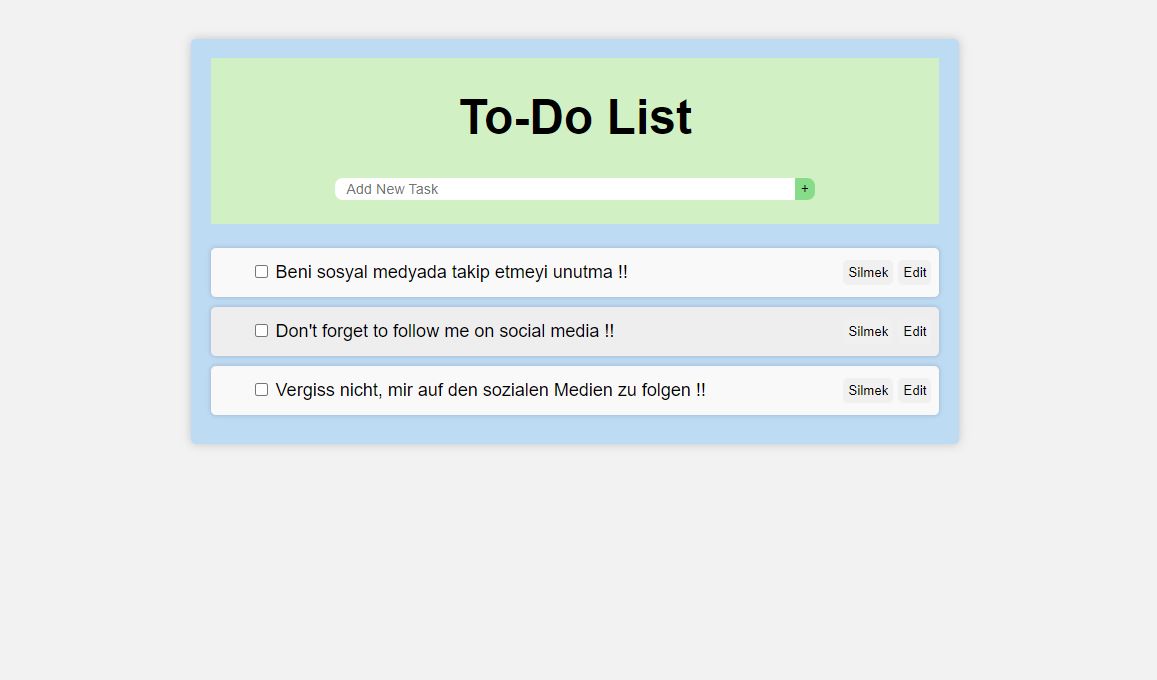 To-Do List
Add New Task +
Beni sosyal medyada takip etmeyi unutma !! Silmek Edit
Don't forget to follow me on social media !! Silmek Edit
Vergiss nicht, mir auf den sozialen Medien zu folgen !! Silmek Edit